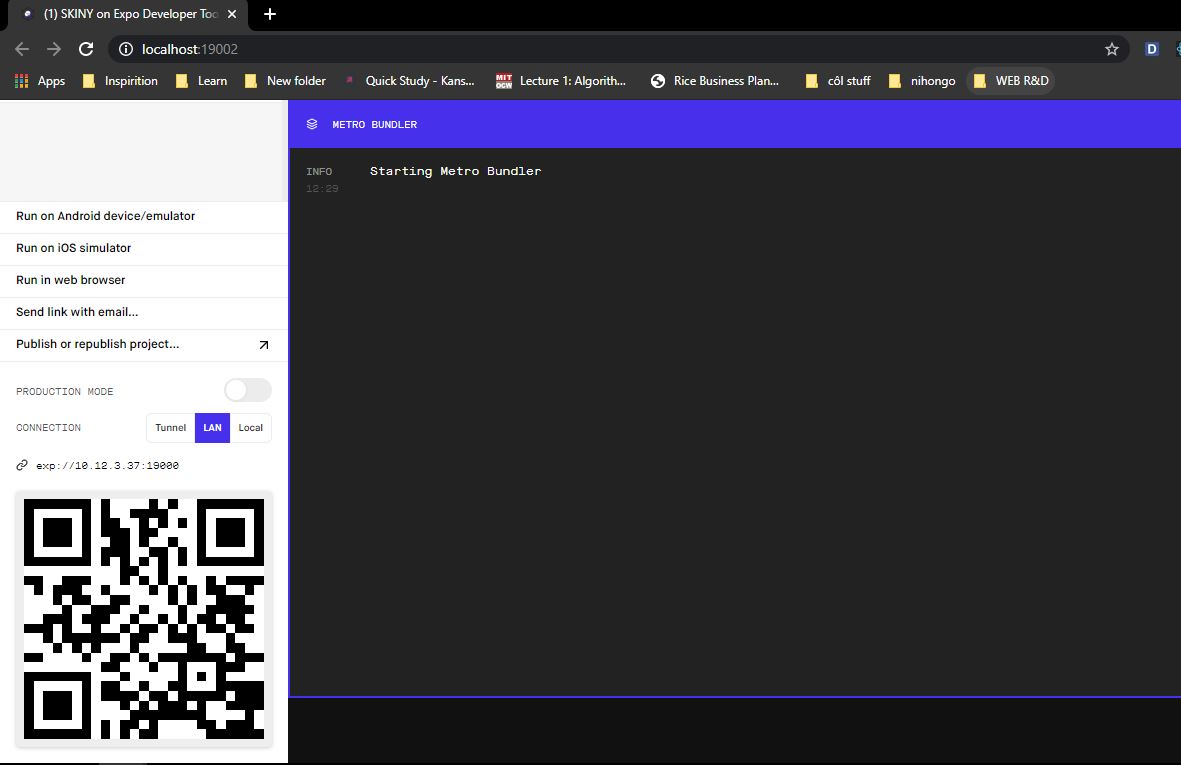 (1) SKINY on Expo Developer Too
localhost:19002
D
Apps
Inspirition
Learn
New folder
Quick Study - Kans...
MIT OCW
Lecture 1: Algorith...
Rice Business Plan...
côl stuff
nihongo
WEB R&D
METRO BUNDLER
INFO
Starting Metro Bundler
12:29
Run on Android device/emulator
Run on iOS simulator
Run in web browser
Send link with email...
Publish or republish project...
PRODUCTION MODE
CONNECTION
Tunnel
LAN
Local
exp://10.12.3.37:19000